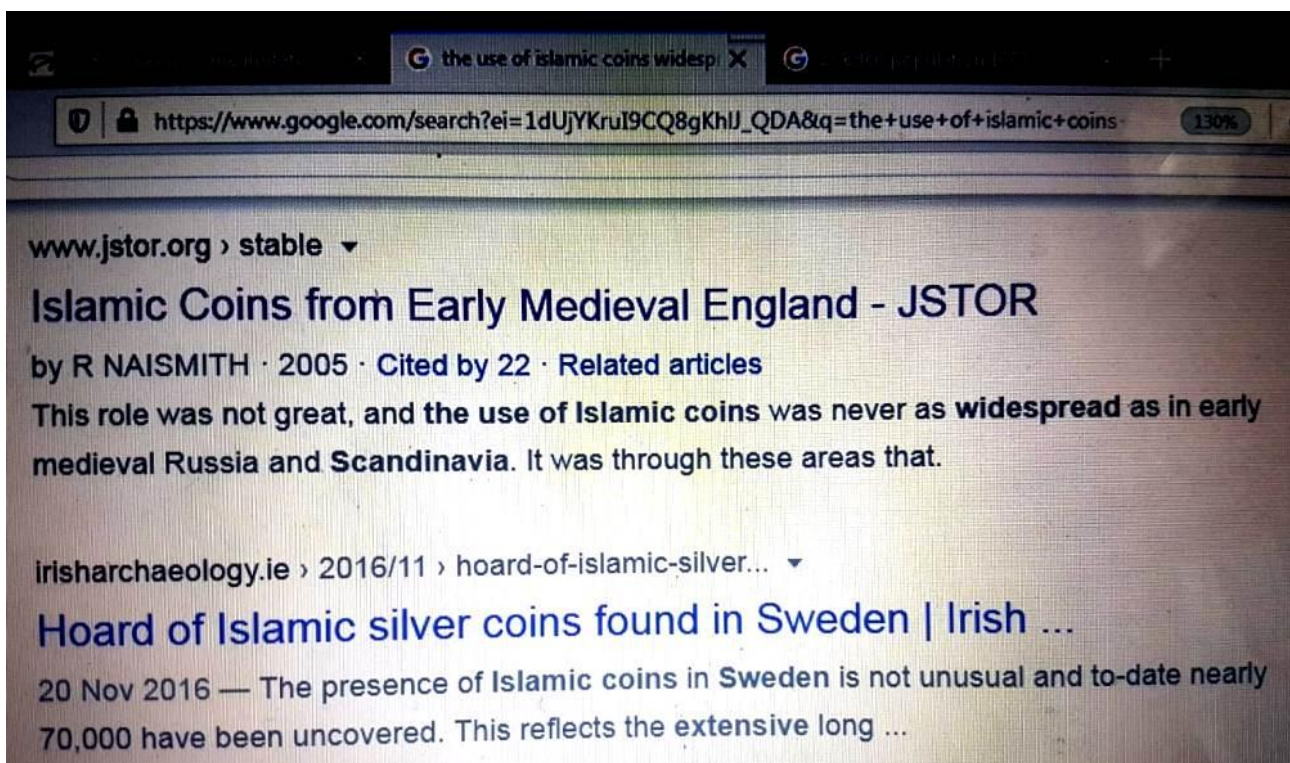 the use of islamic coins widesp
https://www.google.com/search?ei=1dUjYKruI9CQ8gKhlJ_QDA&q=the+use+of+islamic+coins
130%
www.jstor.org › stable
Islamic Coins from Early Medieval England - JSTOR
by R NAISMITH · 2005 · Cited by 22 · Related articles
This role was not great, and the use of Islamic coins was never as widespread as in early
medieval Russia and Scandinavia. It was through these areas that.
irisharchaeology.ie › 2016/11 › hoard-of-islamic-silver...
Hoard of Islamic silver coins found in Sweden | Irish ...
20 Nov 2016 — The presence of Islamic coins in Sweden is not unusual and to-date nearly
70,000 have been uncovered. This reflects the extensive long ...